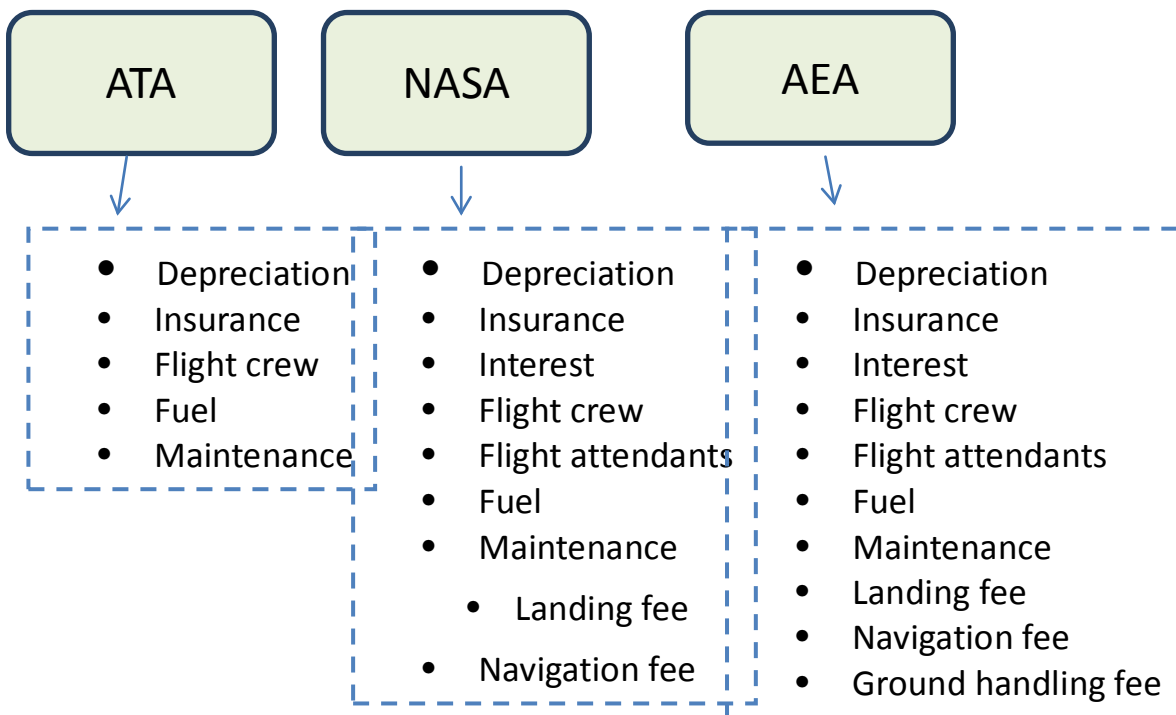 ATA
NASA
AEA
• Depreciation
• Insurance
• Flight crew
• Fuel
• Maintenance
• Depreciation
• Insurance
• Interest
• Flight crew
• Flight attendants
• Fuel
• Maintenance
• Landing fee
• Navigation fee
• Depreciation
• Insurance
• Interest
• Flight crew
• Flight attendants
• Fuel
• Maintenance
• Landing fee
• Navigation fee
• Ground handling fee